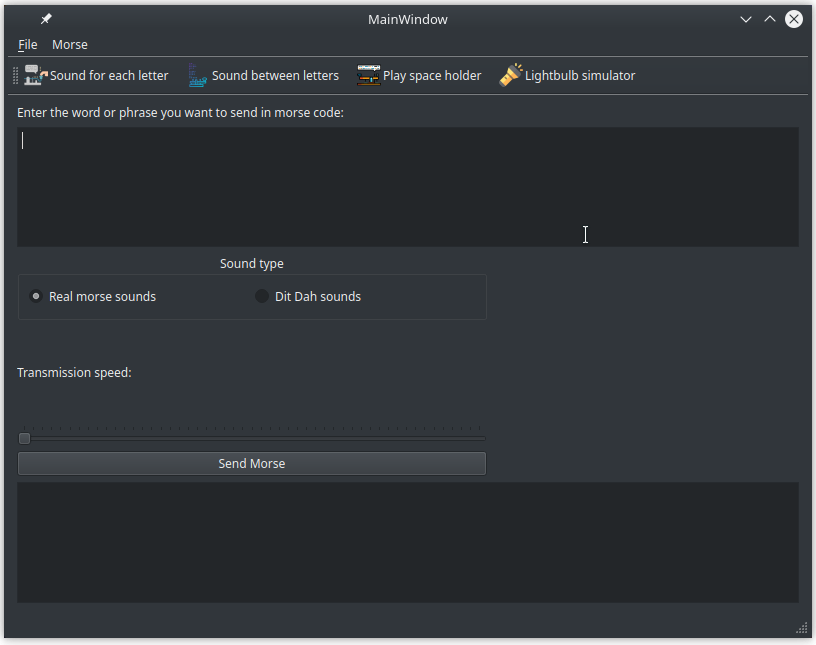 MainWindow
File Morse
Sound for each letter Sound between letters Play space holder Lightbulb simulator
Enter the word or phrase you want to send in morse code:
Sound type
Real morse sounds Dit Dah sounds
Transmission speed:
Send Morse